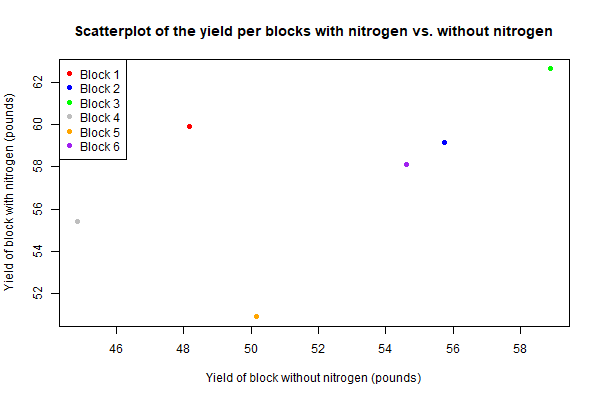 Scatterplot of the yield per blocks with nitrogen vs. without nitrogen
Block 1
Block 2
Block 3
Block 4
Block 5
Block 6
Yield of block with nitrogen (pounds)
62
60
58
56
54
52
46 48 50 52 54 56 58
Yield of block without nitrogen (pounds)